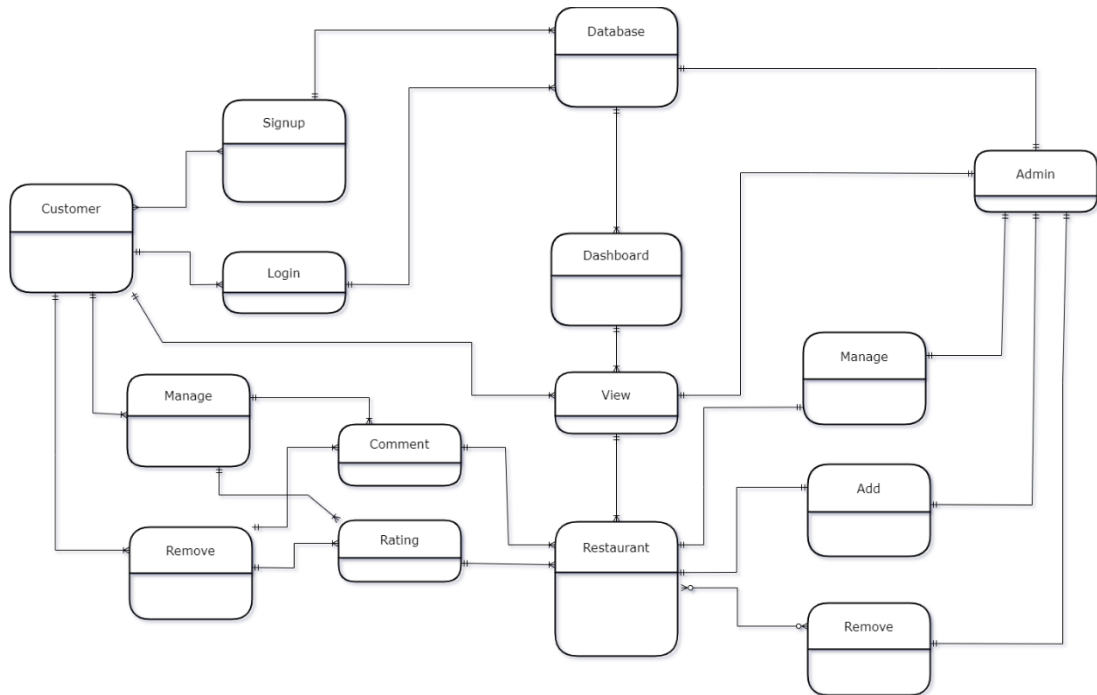 Database
Signup
Admin
Customer
Dashboard
Login
Manage
View
Manage
Comment
Add
Rating
Restaurant
Remove
Remove